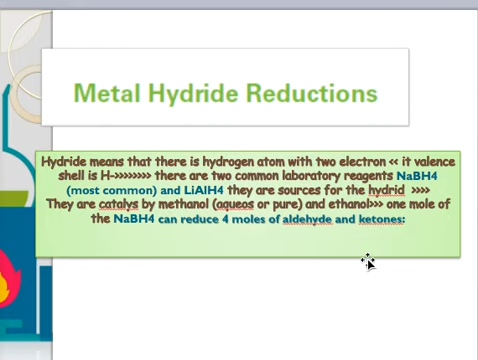 Metal Hydride Reductions
Hydride means that there is hydrogen atom with two electron << it valence
shell is H->>>>>>>> there are two common laboratory reagents NaBH4
(most common) and LiAlH4 they are sources for the hydrid >>>>
They are catalys by methanol (aqueos or pure) and ethanol>>> one mole of
the NaBH4 can reduce 4 moles of aldehyde and ketones: